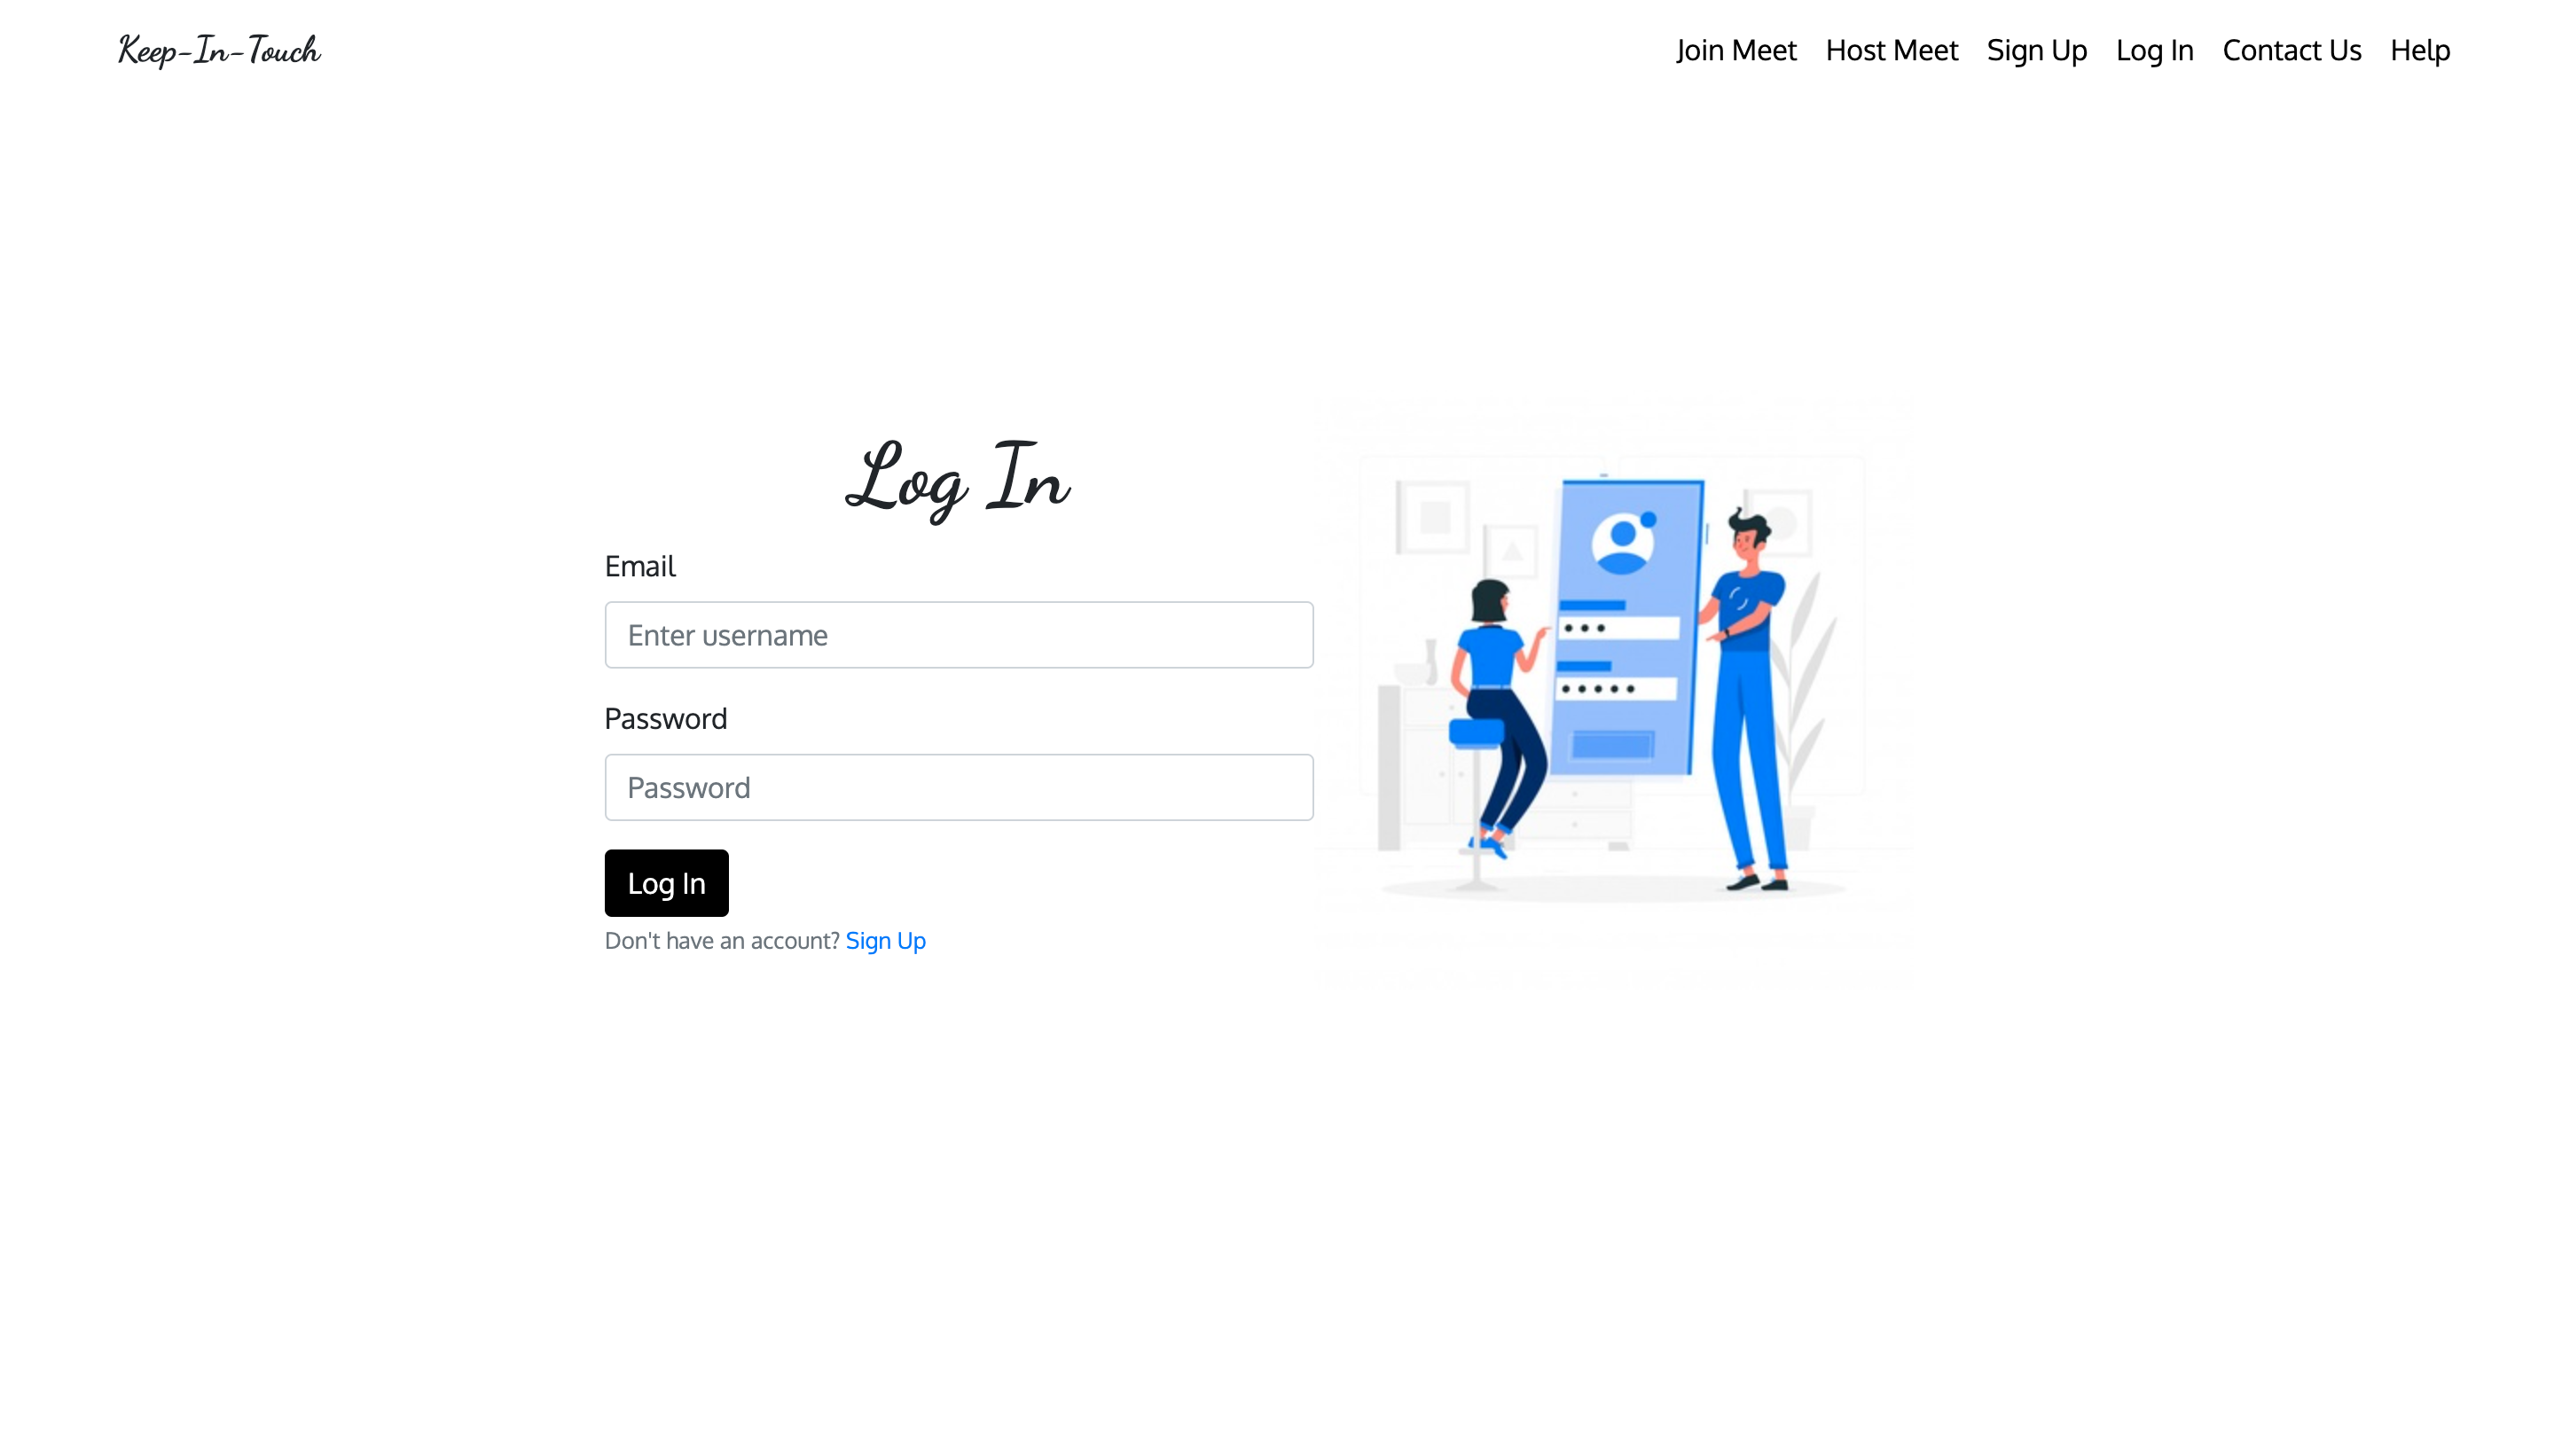 Keep-In-Touch
Join Meet Host Meet Sign Up Log In Contact Us Help
Log In
Email
Enter username
Password
Password
Log In
Don't have an account? Sign Up